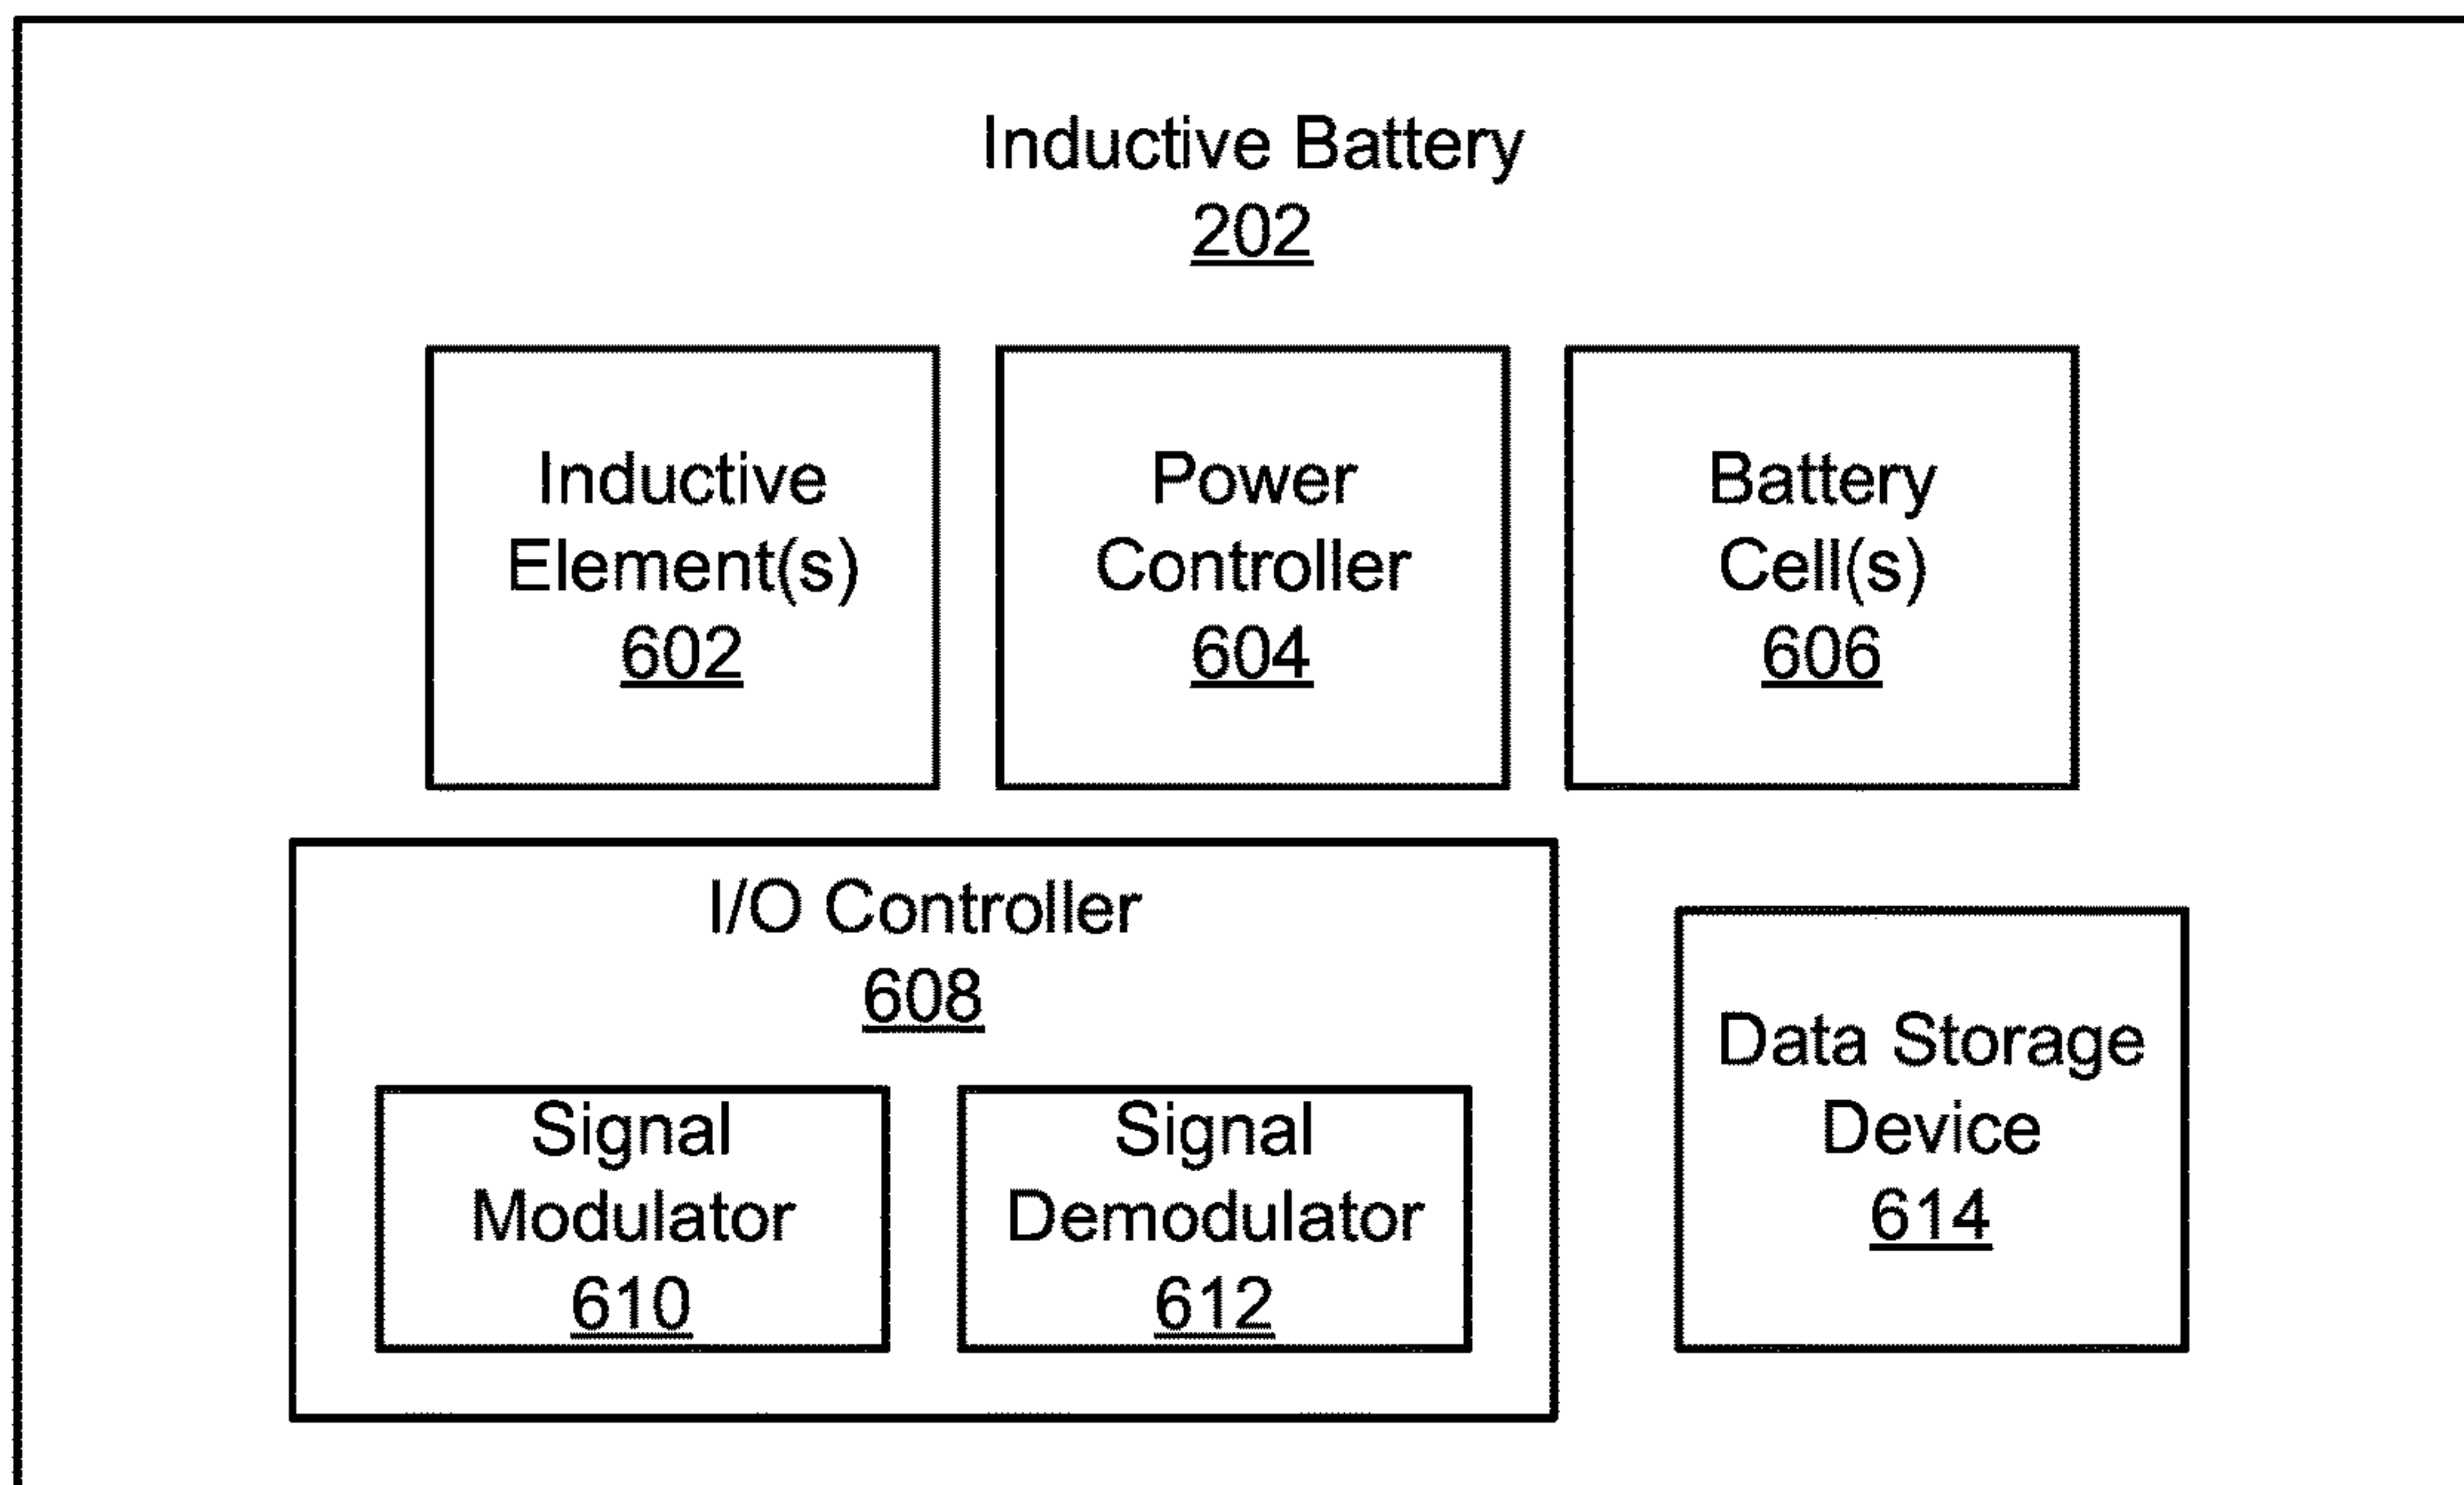 Inductive Battery
202
Inductive
Element(s)
602
Power
Controller
604
Battery
Cell(s)
606
I/O Controller
608
Signal
Modulator
610
Signal
Demodulator
612
Data Storage
Device
614